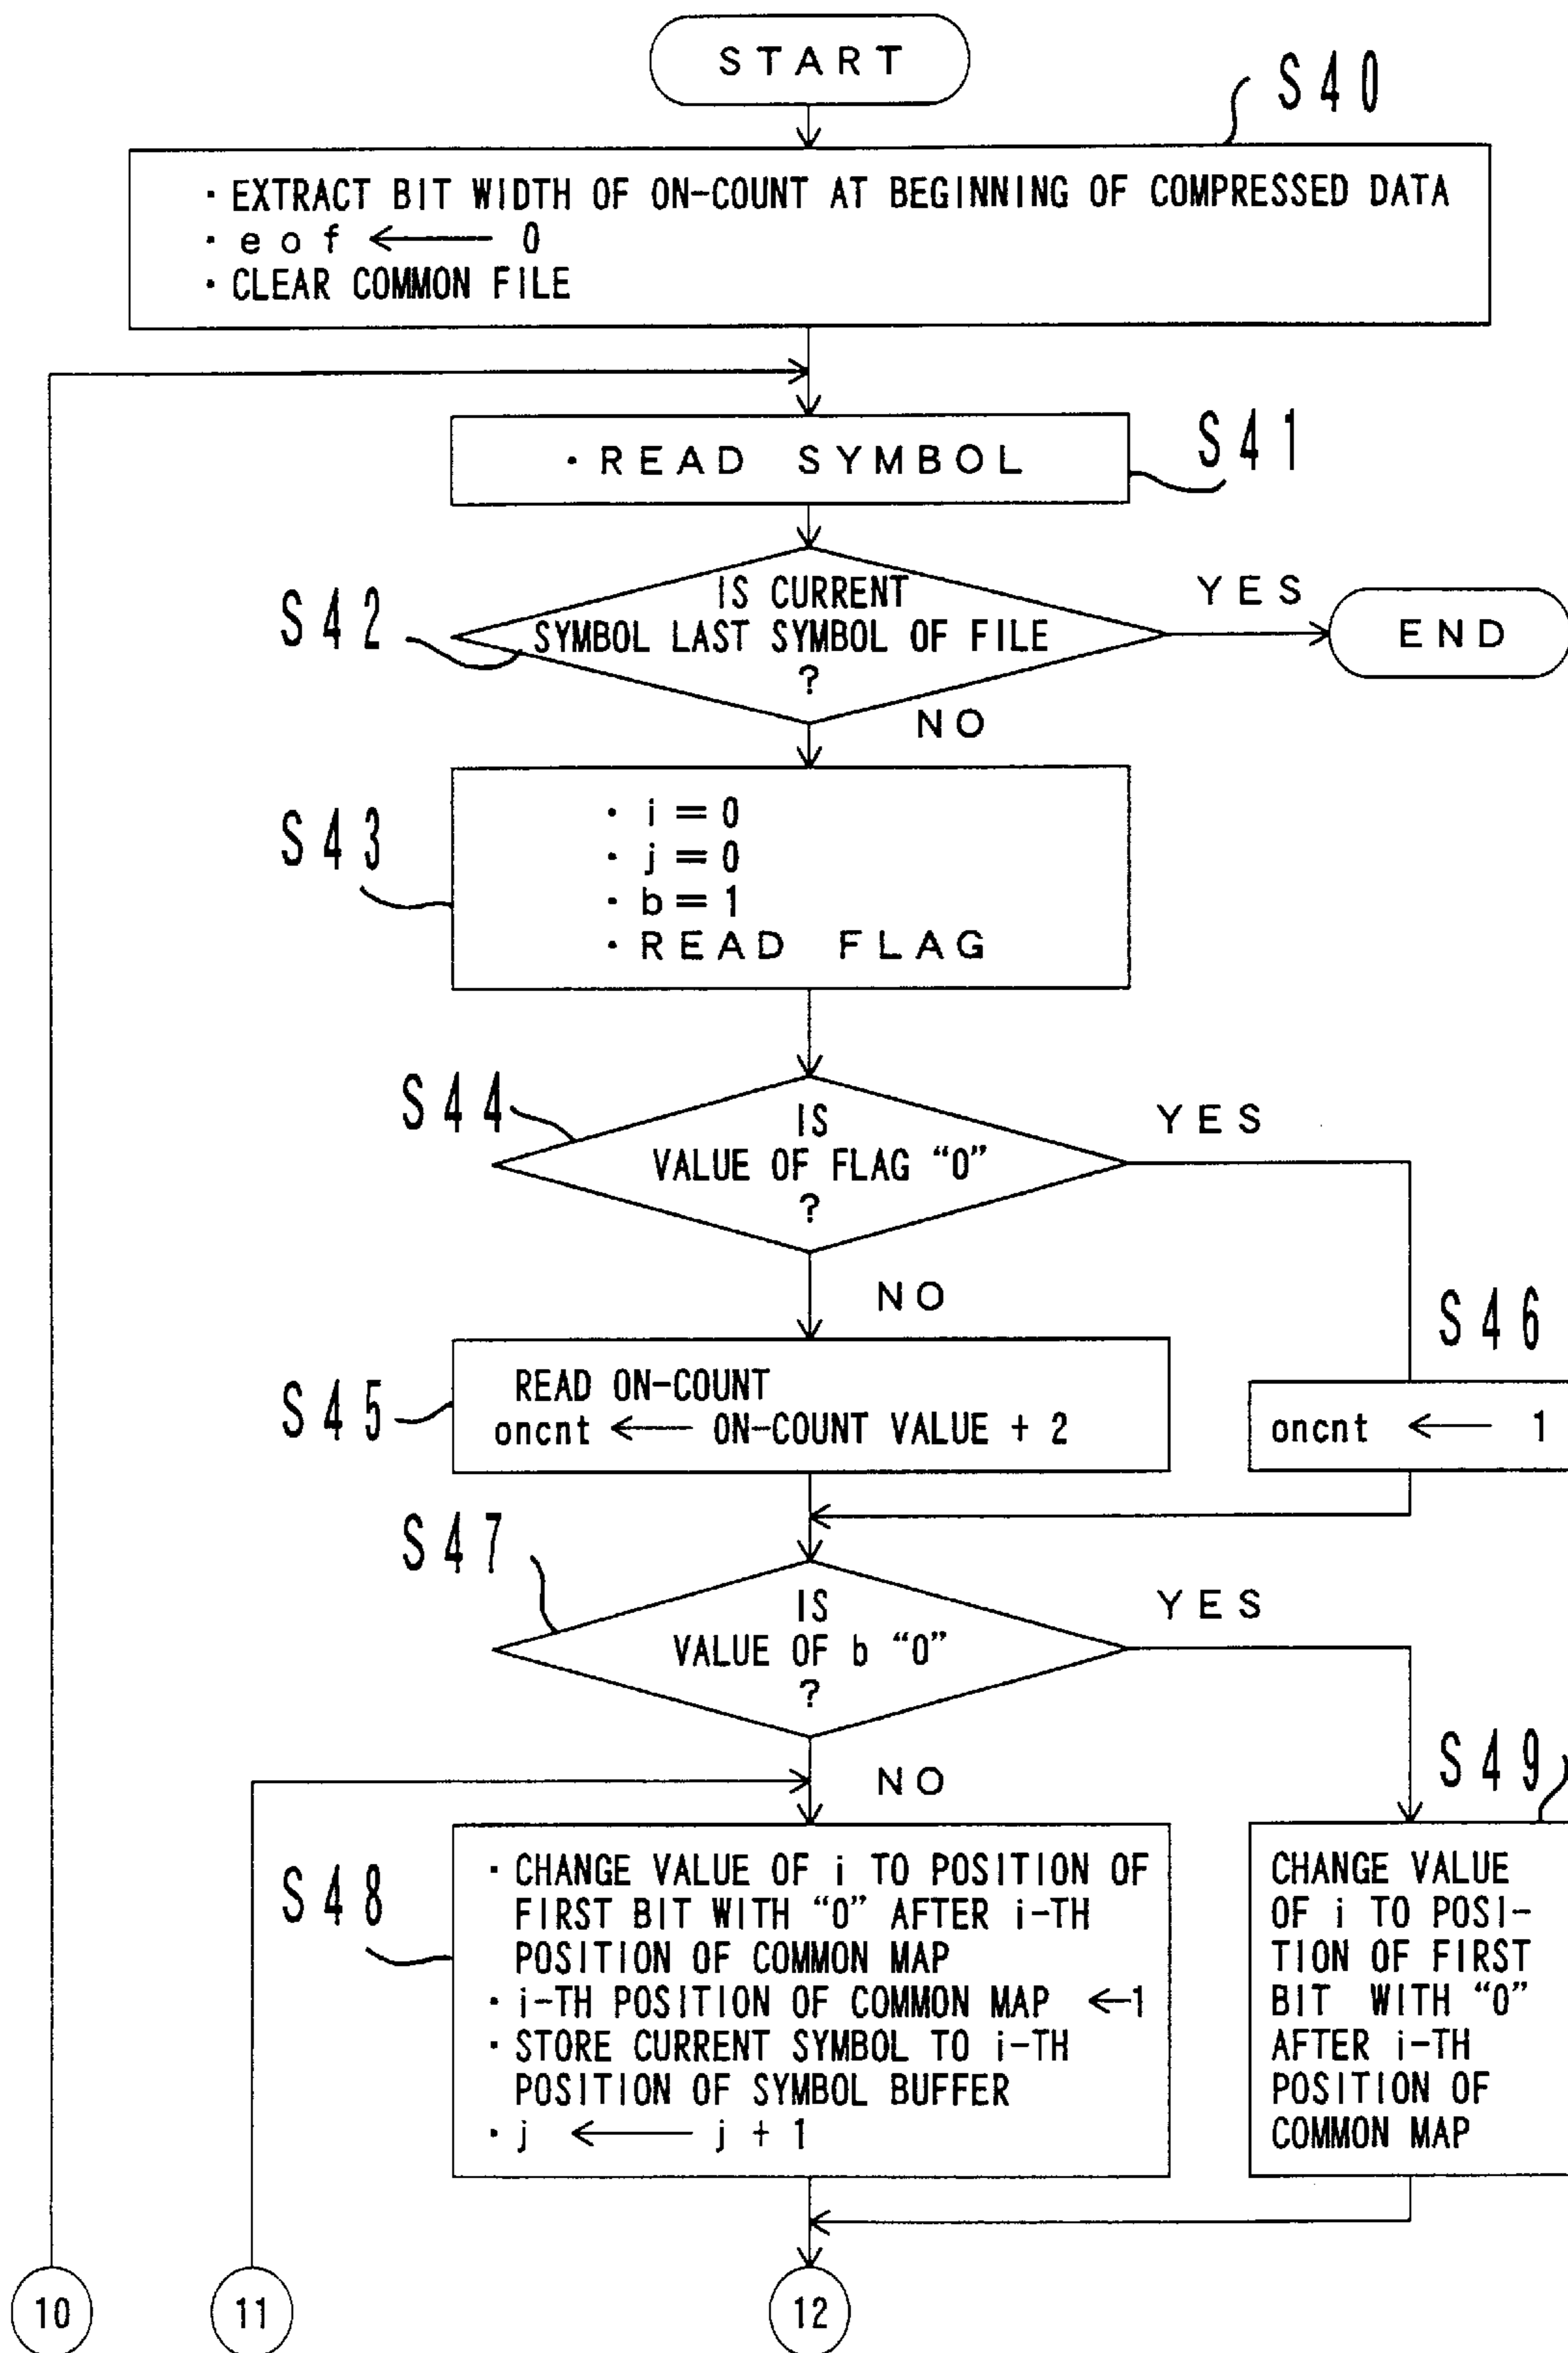 START
S40
· EXTRACT BIT WIDTH OF ON-COUNT AT BEGINNING OF COMPRESSED DATA
· eof ← 0
· CLEAR COMMON FILE
· READ SYMBOL
S41
S42
IS CURRENT
SYMBOL LAST SYMBOL OF FILE
?
YES
END
NO
S43
· i = 0
· j = 0
· b = 1
· READ FLAG
S44
IS
VALUE OF FLAG “0”
?
YES
NO
S45
READ ON-COUNT
oncnt ← ON-COUNT VALUE + 2
S46
oncnt ← 1
S47
IS
VALUE OF b “0”
?
YES
NO
S48
· CHANGE VALUE OF i TO POSITION OF
FIRST BIT WITH “0” AFTER i-TH
POSITION OF COMMON MAP
· i-TH POSITION OF COMMON MAP ←1
· STORE CURRENT SYMBOL TO i-TH
POSITION OF SYMBOL BUFFER
· j ← j + 1
S49
CHANGE VALUE
OF i TO POSI-
TION OF FIRST
BIT WITH “0”
AFTER i-TH
POSITION OF
COMMON MAP
10
11
12